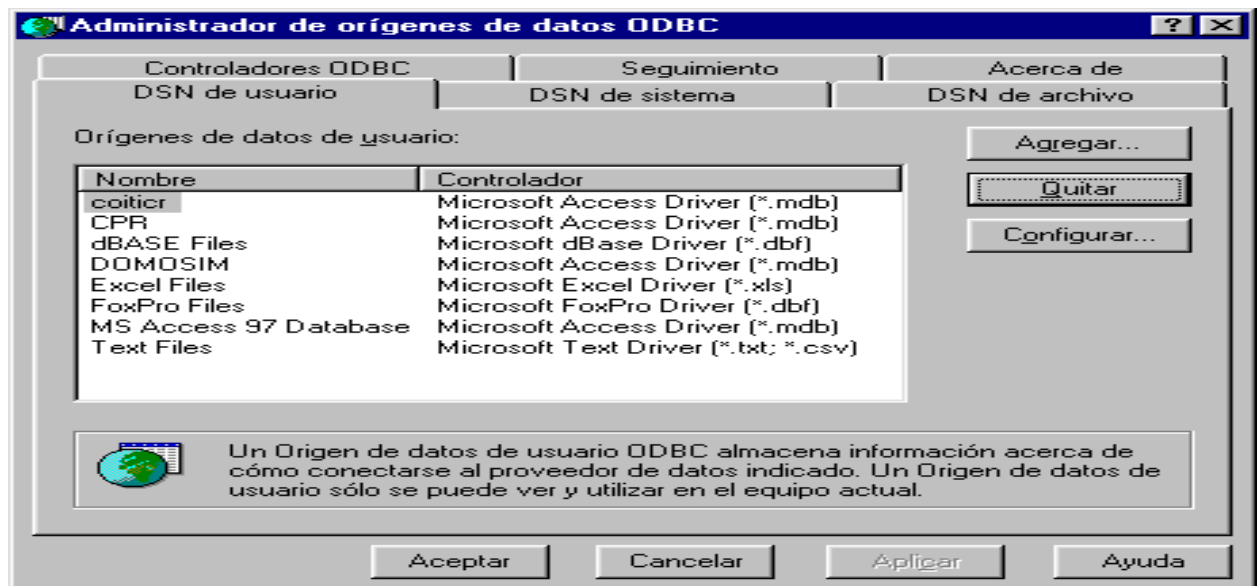 Administrador de orígenes de datos ODBC
Controladores ODBC Seguimiento Acerca de
DSN de usuario DSN de sistema DSN de archivo
Orígenes de datos de usuario:
Agregar...
Nombre Controlador
Quitar
coiticr Microsoft Access Driver (*.mdb)
CPR Microsoft Access Driver (*.mdb)
Configurar...
dBASE Files Microsoft dBase Driver (*.dbf)
DOMOSIM Microsoft Access Driver (*.mdb)
Excel Files Microsoft Excel Driver (*.xls)
FoxPro Files Microsoft FoxPro Driver (*.dbf)
MS Access 97 Database Microsoft Access Driver (*.mdb)
Text Files Microsoft Text Driver (*.txt; *.csv)
Un Origen de datos de usuario ODBC almacena información acerca de
cómo conectarse al proveedor de datos indicado. Un Origen de datos de
usuario sólo se puede ver y utilizar en el equipo actual.
Aceptar Cancelar Aplicar Ayuda